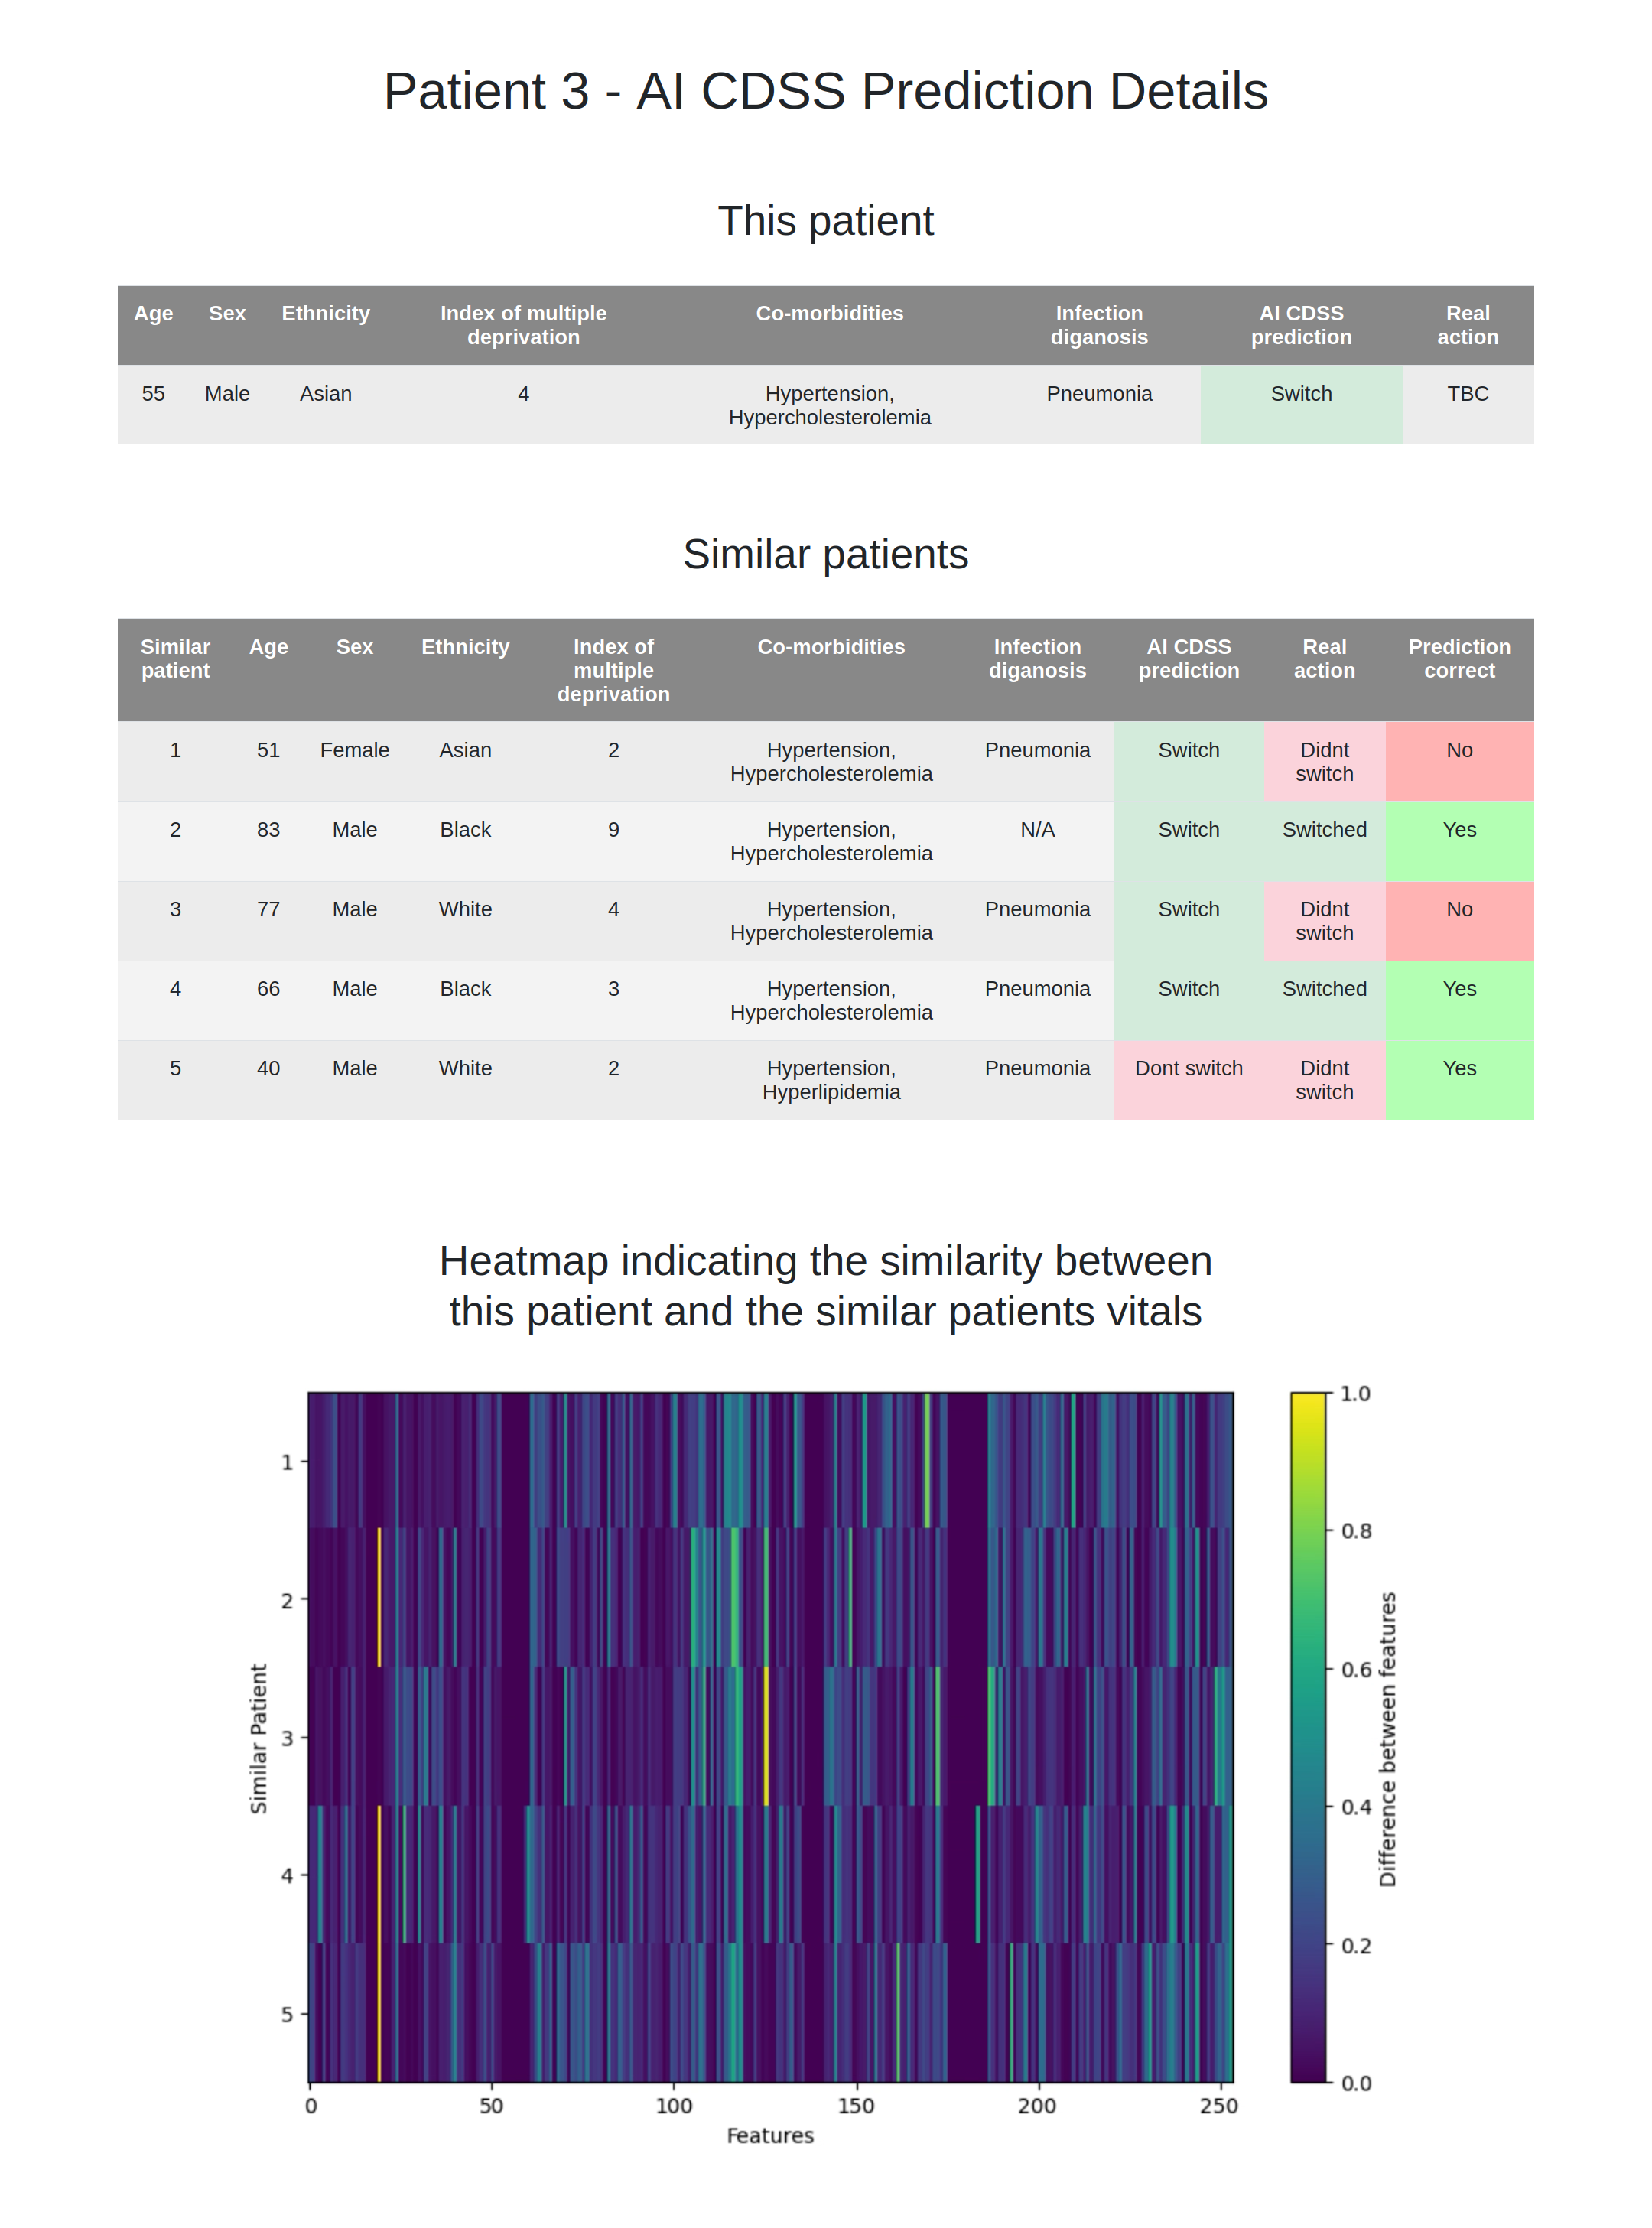 Patient 3 - AI CDSS Prediction Details
This patient
Age Sex Ethnicity Index of multiple deprivation Co-morbidities Infection diganosis AI CDSS prediction Real action
55 Male Asian 4 Hypertension, Hypercholesterolemia Pneumonia Switch TBC
Similar patients
Similar patient Age Sex Ethnicity Index of multiple deprivation Co-morbidities Infection diganosis AI CDSS prediction Real action Prediction correct
1 51 Female Asian 2 Hypertension, Hypercholesterolemia Pneumonia Switch Didnt switch No
2 83 Male Black 9 Hypertension, Hypercholesterolemia N/A Switch Switched Yes
3 77 Male White 4 Hypertension, Hypercholesterolemia Pneumonia Switch Didnt switch No
4 66 Male Black 3 Hypertension, Hypercholesterolemia Pneumonia Switch Switched Yes
5 40 Male White 2 Hypertension, Hyperlipidemia Pneumonia Dont switch Didnt switch Yes
Heatmap indicating the similarity between
this patient and the similar patients vitals
Similar Patient
1
2
3
4
5
0 50 100 150 200 250
Features
1.0
0.8
0.6
0.4
0.2
0.0
Difference between features